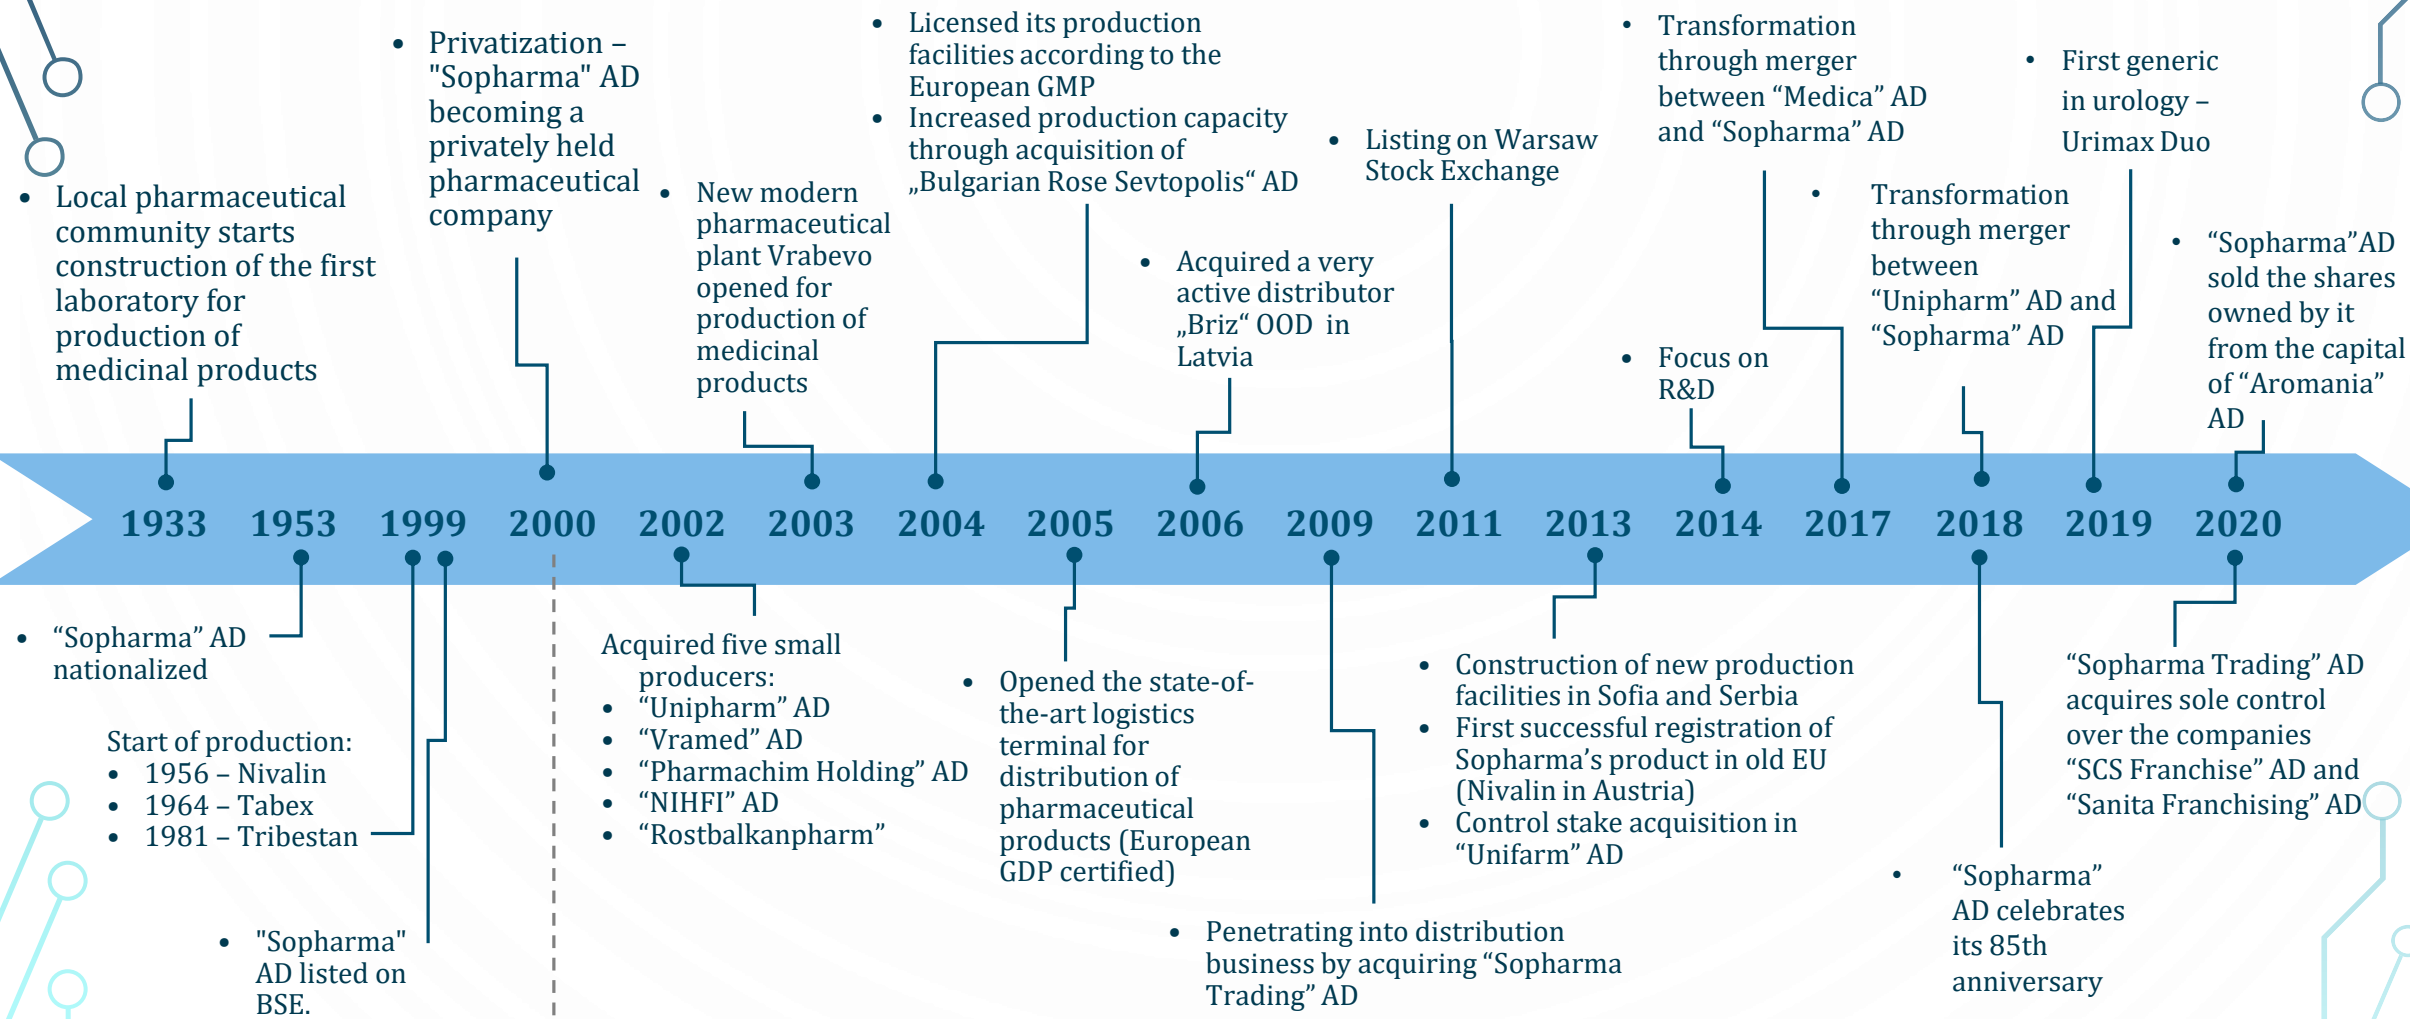 • Local pharmaceutical
community starts
construction of the first
laboratory for
production of
medicinal products
• Privatization –
"Sopharma" AD
becoming a
privately held
pharmaceutical
company
• New modern
pharmaceutical
plant Vrabevo
opened for
production of
medicinal
products
• Licensed its production
facilities according to the
European GMP
• Increased production capacity
through acquisition of
„Bulgarian Rose Sevtopolis“ AD
• Acquired a very
active distributor
„Briz“ OOD in
Latvia
• Listing on Warsaw
Stock Exchange
• Focus on
R&D
• Transformation
through merger
between “Medica” AD
and “Sopharma” AD
• Transformation
through merger
between
“Unipharm” AD and
“Sopharma” AD
• First generic
in urology –
Urimax Duo
• “Sopharma”AD
sold the shares
owned by it
from the capital
of “Aromania”
AD
1933 1953 1999 2000 2002 2003 2004 2005 2006 2009 2011 2013 2014 2017 2018 2019 2020
• “Sopharma” AD
nationalized
Start of production:
• 1956 – Nivalin
• 1964 – Tabex
• 1981 – Tribestan
• "Sopharma"
AD listed on
BSE.
Acquired five small
producers:
• “Unipharm” AD
• “Vramed” AD
• “Pharmachim Holding” AD
• “NIHFI” AD
• “Rostbalkanpharm”
• Opened the state-of-
the-art logistics
terminal for
distribution of
pharmaceutical
products (European
GDP certified)
• Penetrating into distribution
business by acquiring “Sopharma
Trading” AD
• Construction of new production
facilities in Sofia and Serbia
• First successful registration of
Sopharma’s product in old EU
(Nivalin in Austria)
• Control stake acquisition in
“Unifarm” AD
• “Sopharma”
AD celebrates
its 85th
anniversary
“Sopharma Trading” AD
acquires sole control
over the companies
“SCS Franchise” AD and
“Sanita Franchising” AD